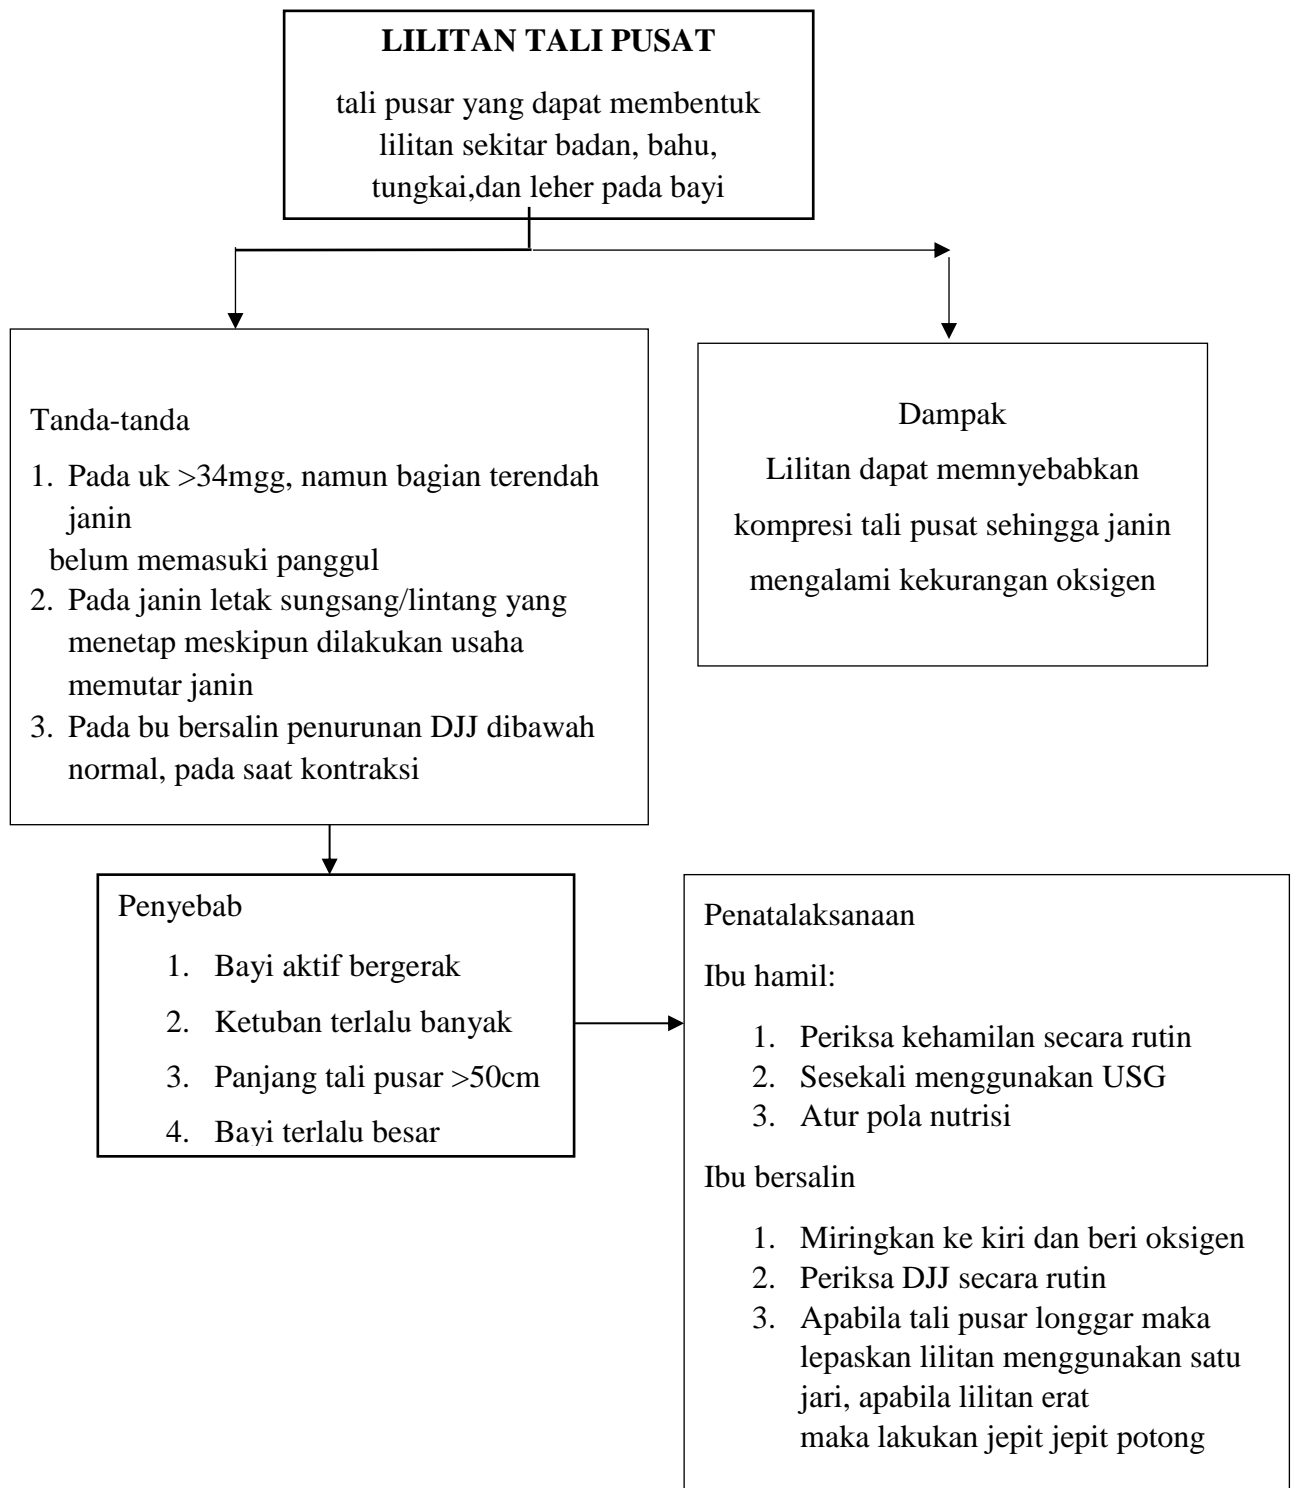 LILITAN TALI PUSAT
tali pusar yang dapat membentuk
lilitan sekitar badan, bahu,
tungkai,dan leher pada bayi
Tanda-tanda
1. Pada uk >34mgg, namun bagian terendah
janin
belum memasuki panggul
2. Pada janin letak sungsang/lintang yang
menetap meskipun dilakukan usaha
memutar janin
3. Pada bu bersalin penurunan DJJ dibawah
normal, pada saat kontraksi
Dampak
Lilitan dapat memnyebabkan
kompresi tali pusat sehingga janin
mengalami kekurangan oksigen
Penyebab
1. Bayi aktif bergerak
2. Ketuban terlalu banyak
3. Panjang tali pusar >50cm
4. Bayi terlalu besar
Penatalaksanaan
Ibu hamil:
1. Periksa kehamilan secara rutin
2. Sesekali menggunakan USG
3. Atur pola nutrisi
Ibu bersalin
1. Miringkan ke kiri dan beri oksigen
2. Periksa DJJ secara rutin
3. Apabila tali pusar longgar maka
lepaskan lilitan menggunakan satu
jari, apabila lilitan erat
maka lakukan jepit jepit potong